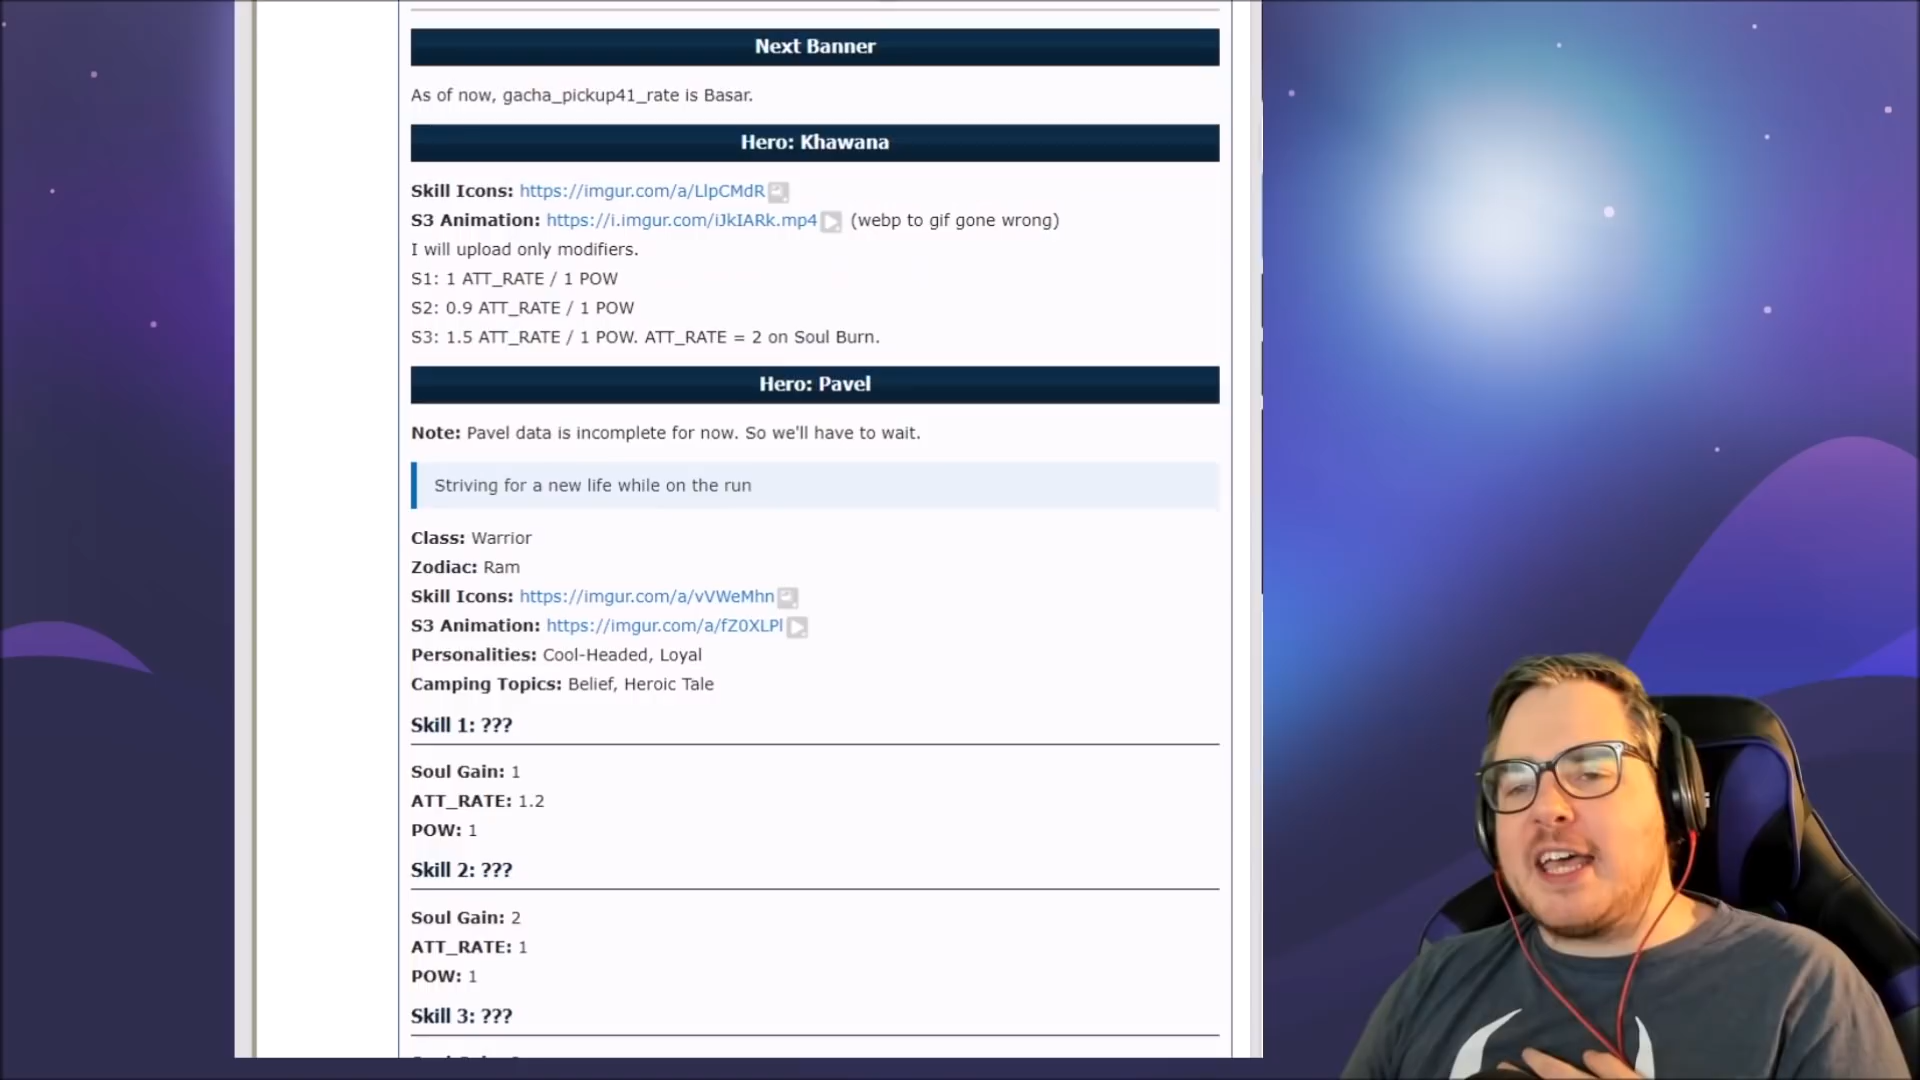 Next Banner
As of now, gacha_pickup41_rate is Basar.
Hero: Khawana
Skill Icons: https://imgur.com/a/LlpCMdR
S3 Animation: https://i.imgur.com/iJkIARk.mp4 (webp to gif gone wrong)
I will upload only modifiers.
S1: 1 ATT_RATE / 1 POW
S2: 0.9 ATT_RATE / 1 POW
S3: 1.5 ATT_RATE / 1 POW. ATT_RATE = 2 on Soul Burn.
Hero: Pavel
Note: Pavel data is incomplete for now. So we'll have to wait.
Striving for a new life while on the run
Class: Warrior
Zodiac: Ram
Skill Icons: https://imgur.com/a/vVWeMhn
S3 Animation: https://imgur.com/a/fZ0XLPl
Personalities: Cool-Headed, Loyal
Camping Topics: Belief, Heroic Tale
Skill 1: ???
Soul Gain: 1
ATT_RATE: 1.2
POW: 1
Skill 2: ???
Soul Gain: 2
ATT_RATE: 1
POW: 1
Skill 3: ???